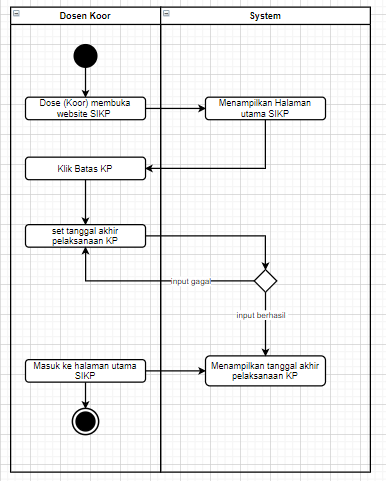 Dosen Koor
System
Dose (Koor) membuka
website SIKP
Menampilkan Halaman
utama SIKP
Klik Batas KP
set tanggal akhir
pelaksanaan KP
input gagal
input berhasil
Masuk ke halaman utama
SIKP
Menampilkan tanggal akhir
pelaksanaan KP